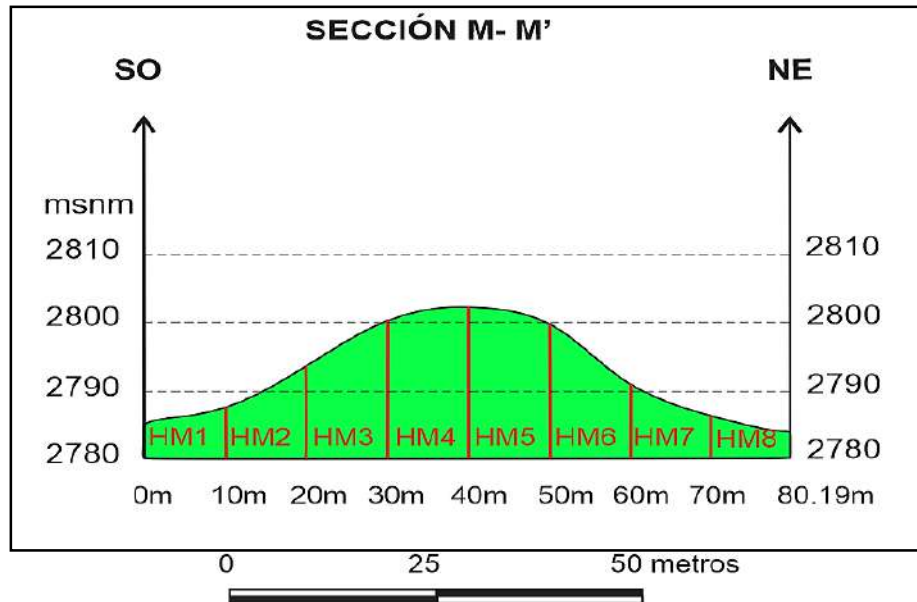 SECCIÓN M- M’
SO NE
msnm
2810 2810
2800 2800
2790 2790
HM1 HM2 HM3 HM4 HM5 HM6 HM7 HM8
2780 2780
0m 10m 20m 30m 40m 50m 60m 70m 80.19m
0 25 50 metros